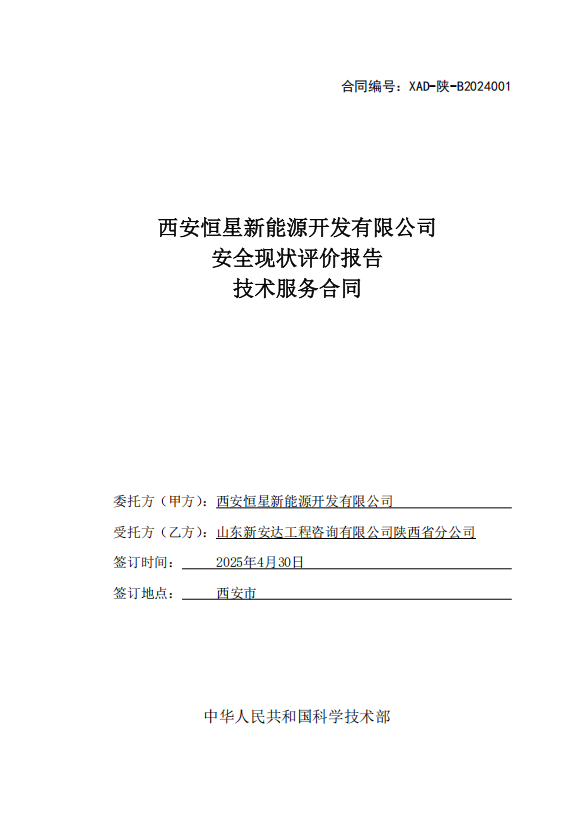 合同编号：XAD-陕-B2024001
西安恒星新能源开发有限公司
安全现状评价报告
技术服务合同
委托方（甲方）：西安恒星新能源开发有限公司
受托方（乙方）：山东新安达工程咨询有限公司陕西省分公司
签订时间：2025年4月30日
签订地点：西安市
中华人民共和国科学技术部